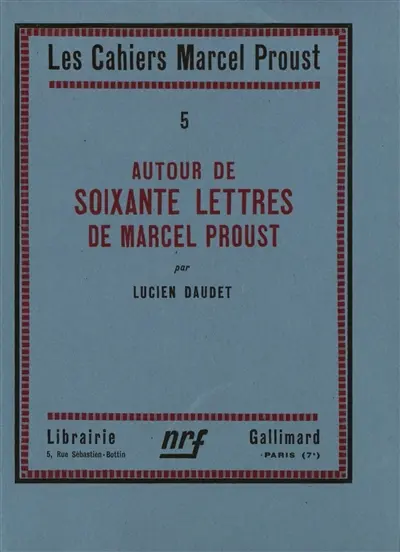 Les Cahiers Marcel Proust
5
AUTOUR DE
SOIXANTE LETTRES
DE MARCEL PROUST
par
LUCIEN DAUDET
Librairie nrf Gallimard
5, Rue Sébastien-Bottin PARIS (7ᵉ)